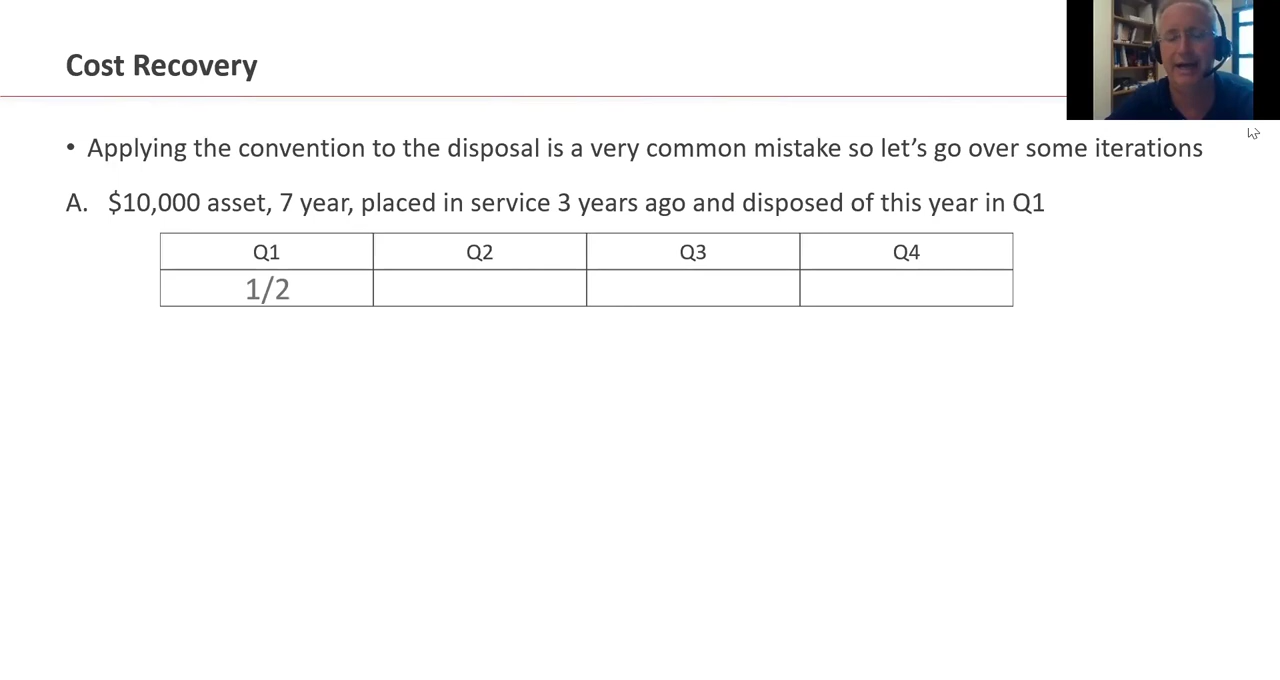 Cost Recovery
• Applying the convention to the disposal is a very common mistake so let’s go over some iterations
A. $10,000 asset, 7 year, placed in service 3 years ago and disposed of this year in Q1
Q1 Q2 Q3 Q4
1/2